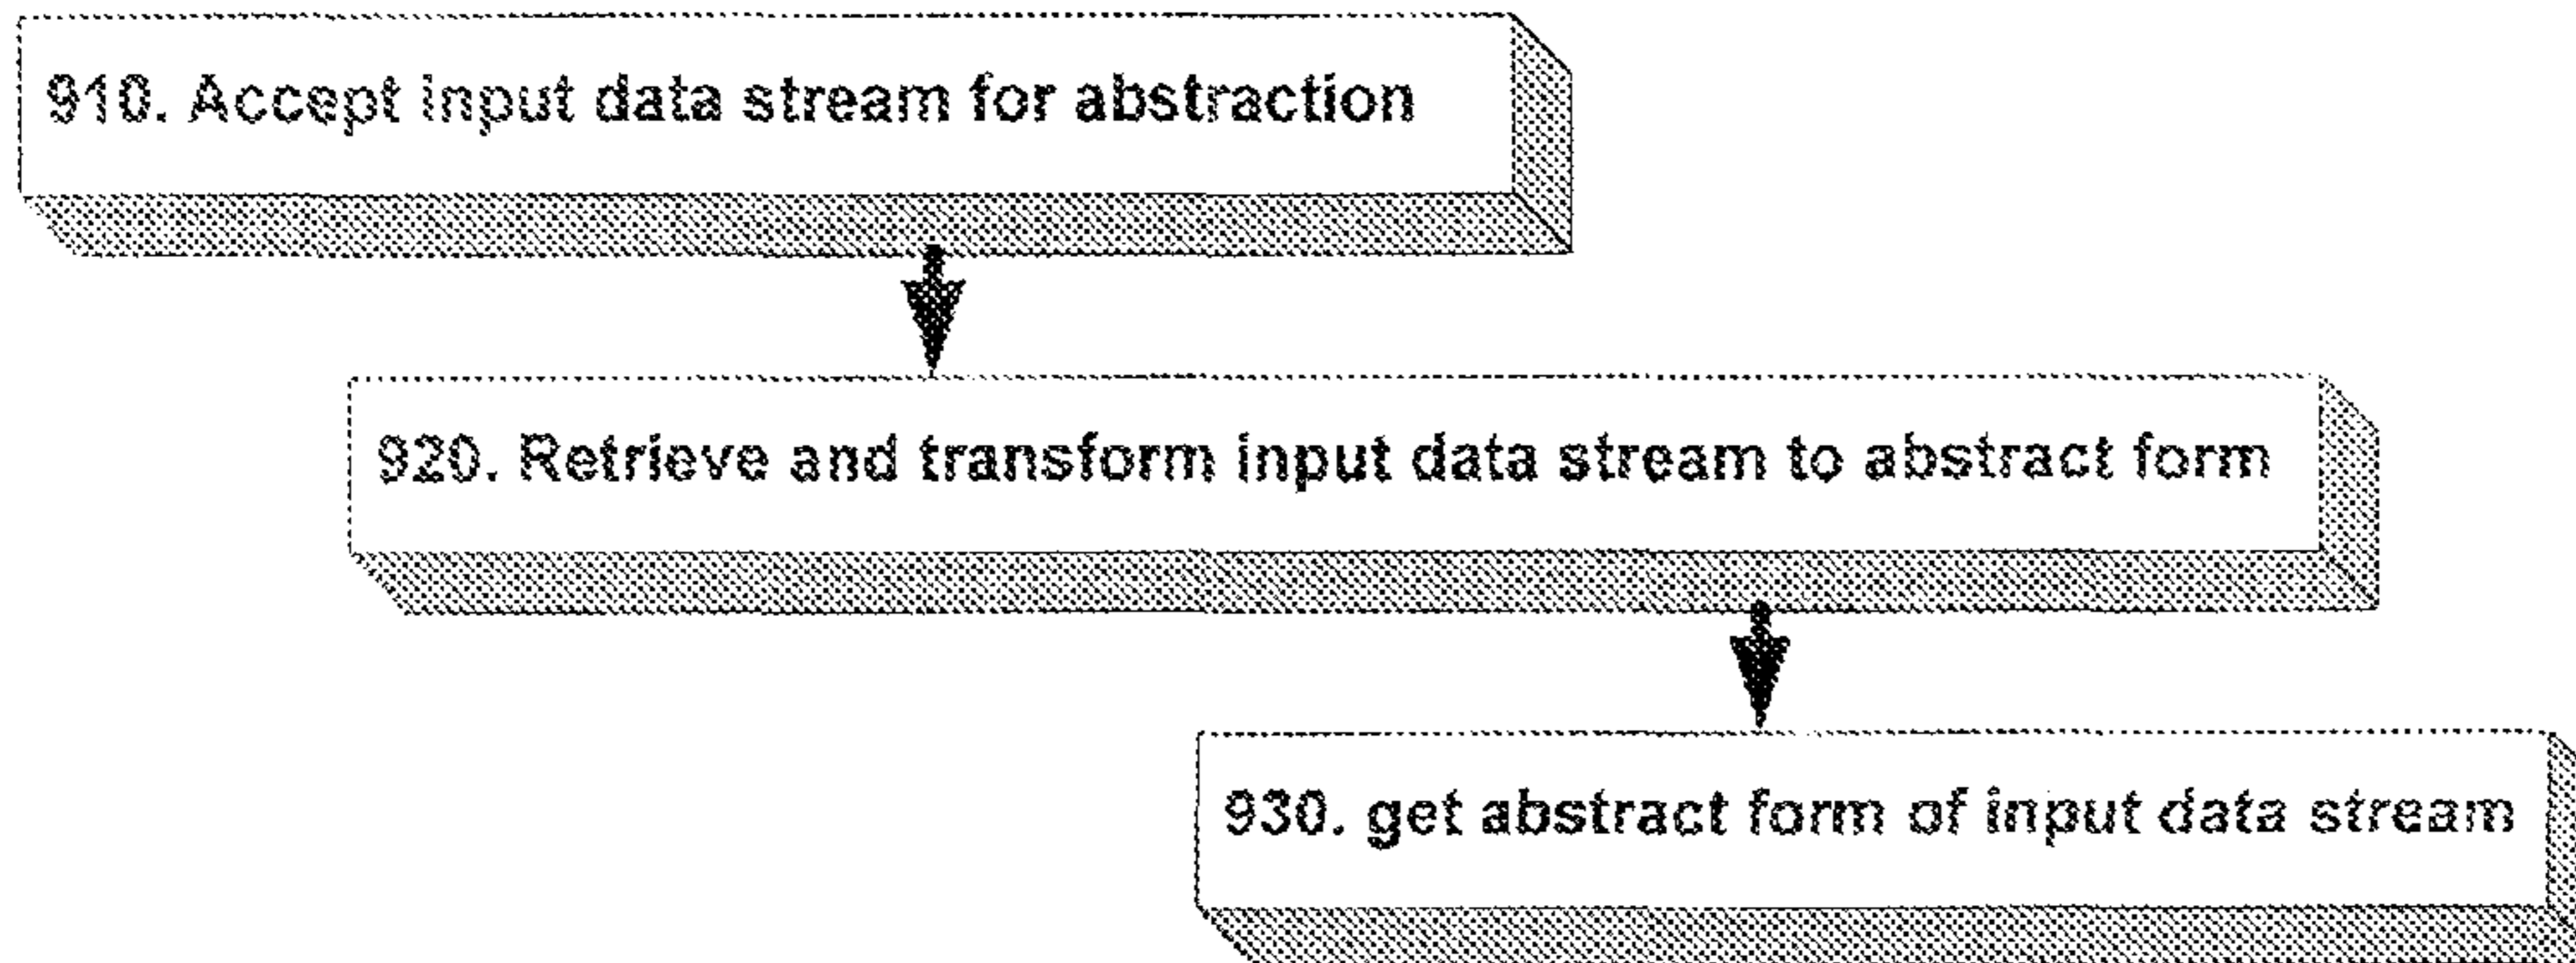 910. Accept input data stream for abstraction
920. Retrieve and transform input data stream to abstract form
930. get abstract form of input data stream